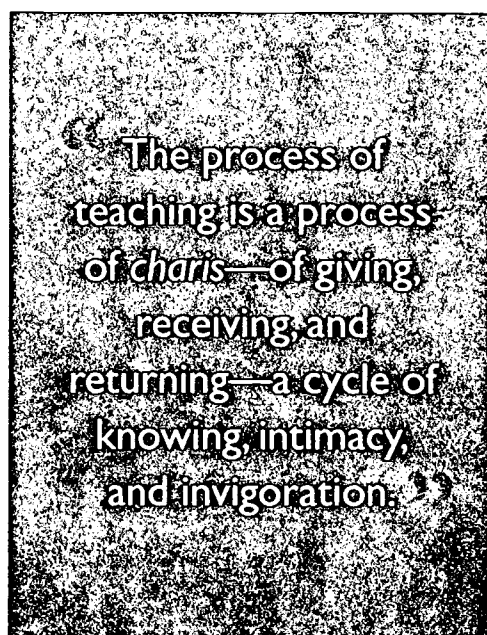 “The process of
teaching is a process
of charis—of giving,
receiving, and
returning—a cycle of
knowing, intimacy,
and invigoration.”